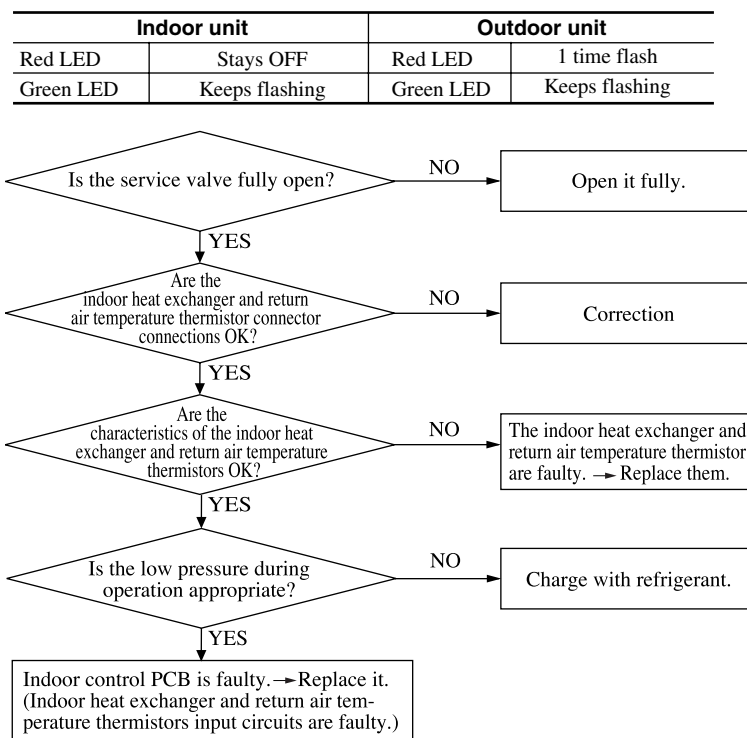 Indoor unit Outdoor unit
Red LED Stays OFF Red LED 1 time flash
Green LED Keeps flashing Green LED Keeps flashing
Is the service valve fully open?
NO
Open it fully.
YES
Are the
indoor heat exchanger and return
air temperature thermistor connector
connections OK?
NO
Correction
YES
Are the
characteristics of the indoor heat
exchanger and return air temperature
thermistors OK?
NO
The indoor heat exchanger and
return air temperature thermistor
are faulty. → Replace them.
YES
Is the low pressure during
operation appropriate?
NO
Charge with refrigerant.
YES
Indoor control PCB is faulty.→Replace it.
(Indoor heat exchanger and return air tem-
perature thermistors input circuits are faulty.)